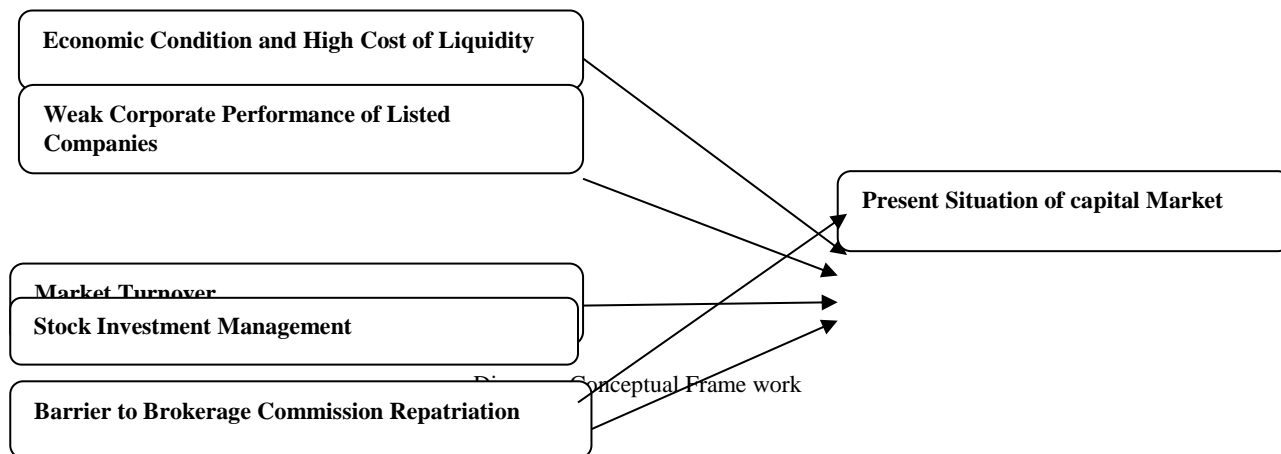 Economic Condition and High Cost of Liquidity
Weak Corporate Performance of Listed
Companies
Present Situation of capital Market
Market Turnover
Stock Investment Management
Conceptual Frame work
Barrier to Brokerage Commission Repatriation